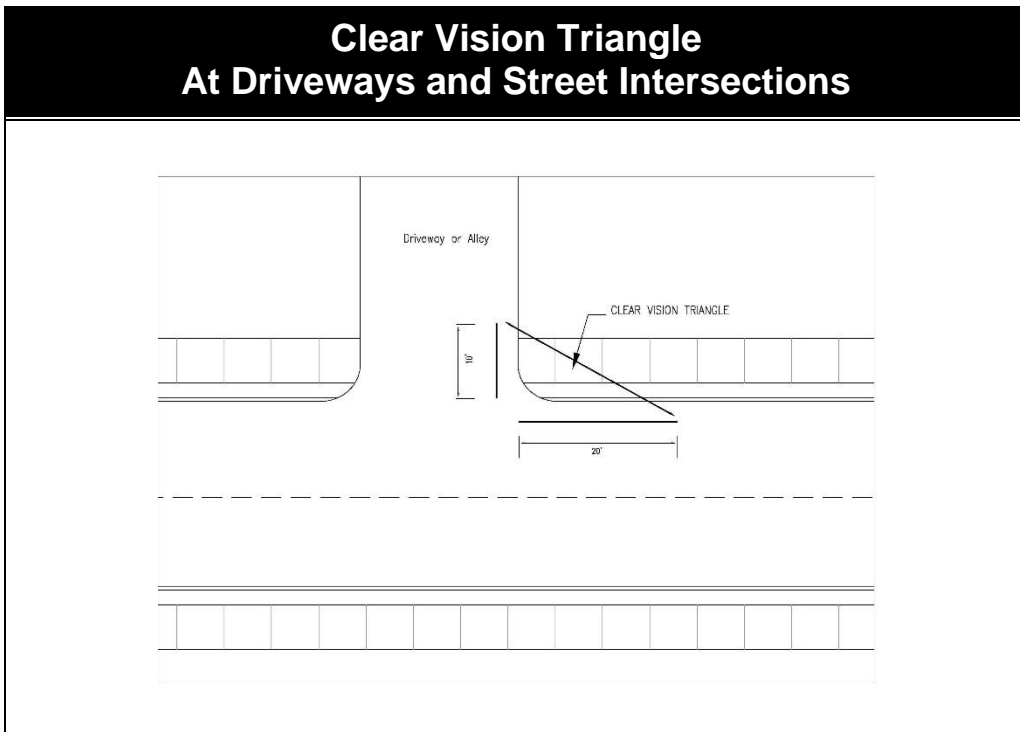 Clear Vision Triangle
At Driveways and Street Intersections
Driveway or Alley
CLEAR VISION TRIANGLE
10'
20'